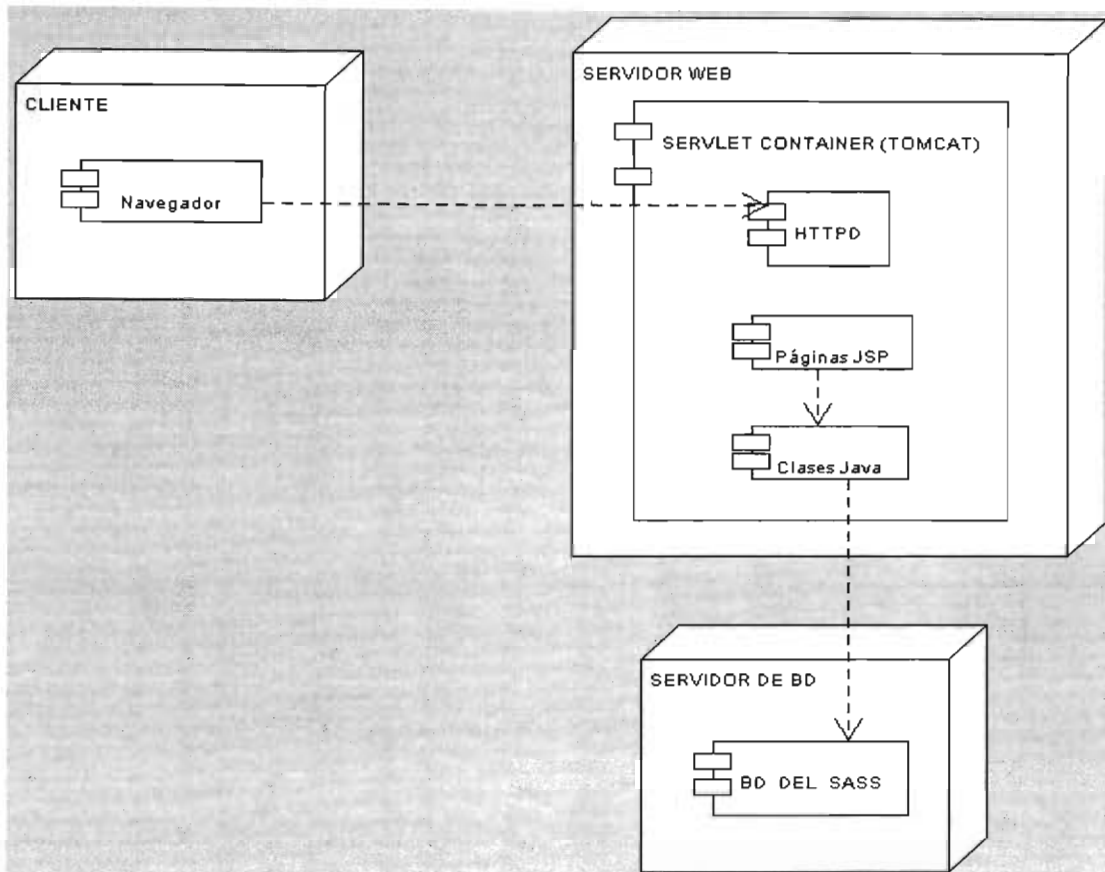 CLIENTE
Navegador
SERVIDOR WEB
SERVLET CONTAINER (TOMCAT)
HTTPD
Páginas JSP
Clases Java
SERVIDOR DE BD
BD DEL SASS